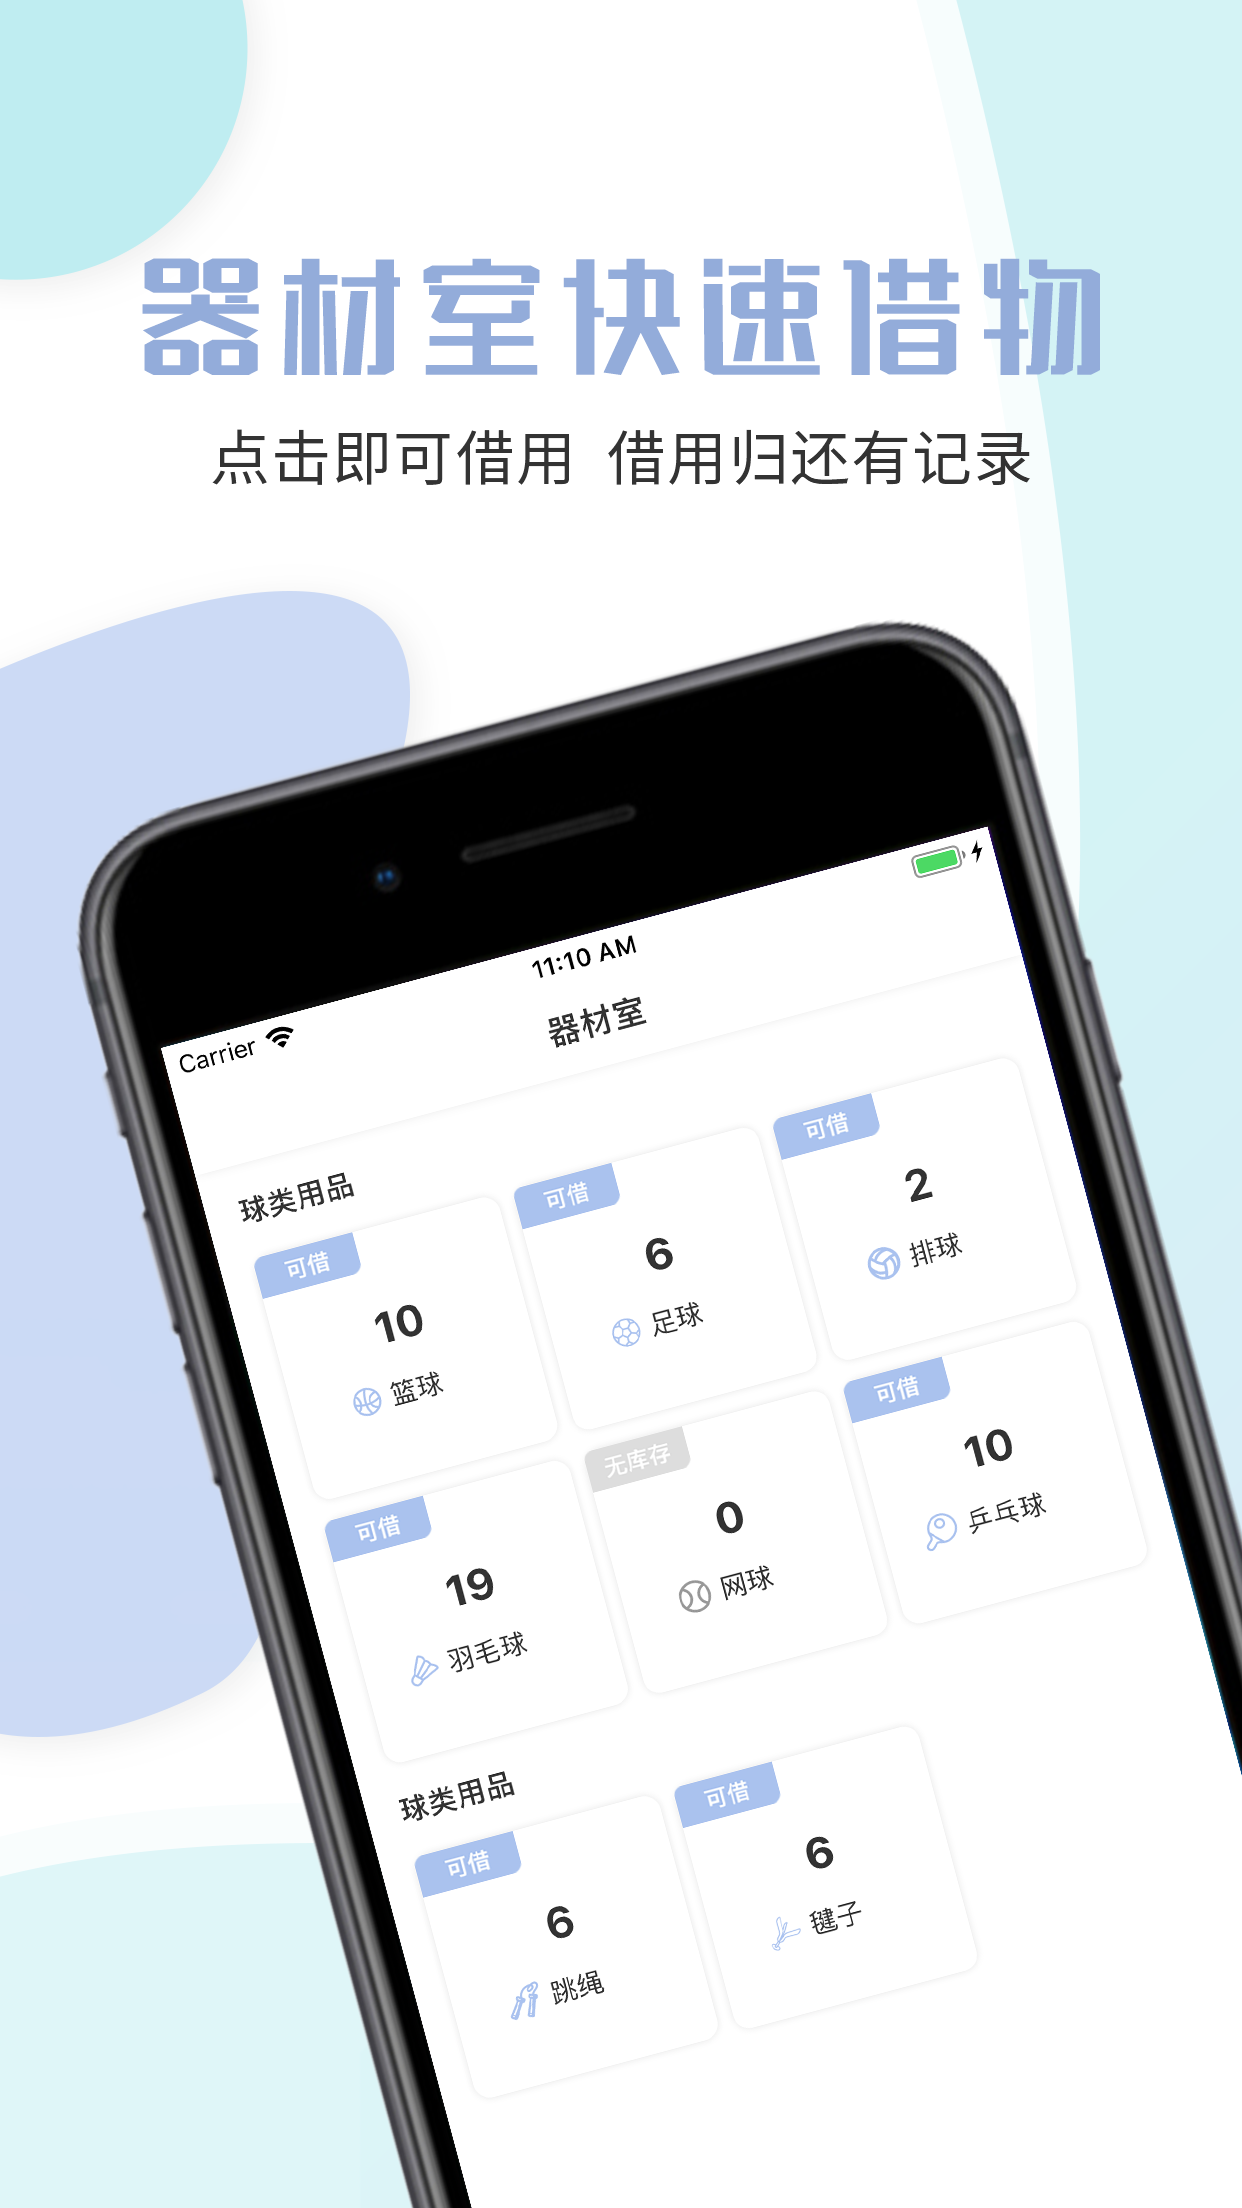 器材室快速借物
点击即可借用 借用归还有记录
Carrier 11:10 AM
器材室
球类用品
可借
10
篮球
可借
6
足球
可借
2
排球
可借
19
羽毛球
无库存
0
网球
可借
10
乒乓球
球类用品
可借
6
跳绳
可借
6
毽子